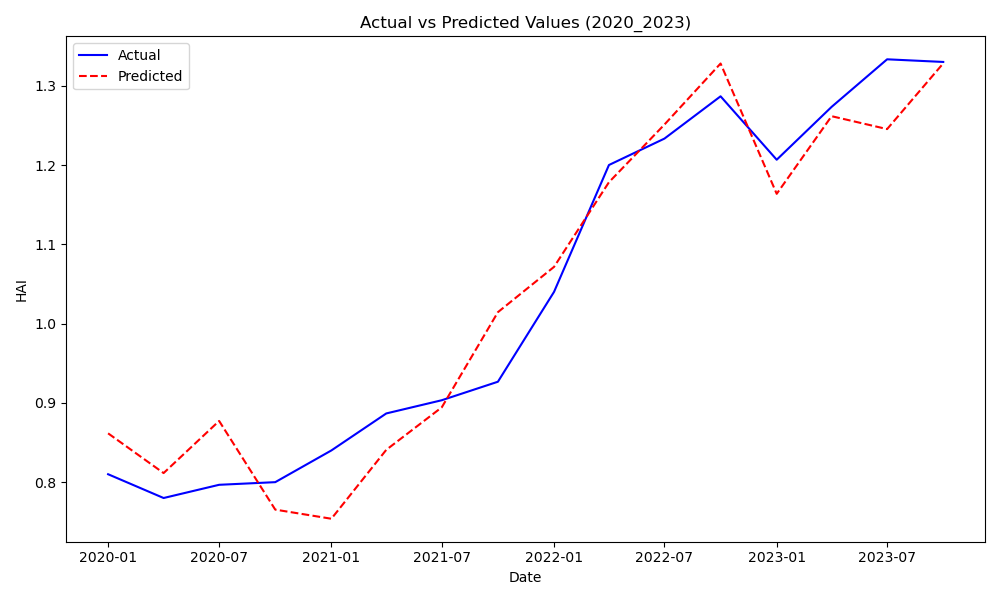 Actual vs Predicted Values (2020_2023)
Actual
Predicted
HAI
1.3
1.2
1.1
1.0
0.9
0.8
2020-01 2020-07 2021-01 2021-07 2022-01 2022-07 2023-01 2023-07
Date